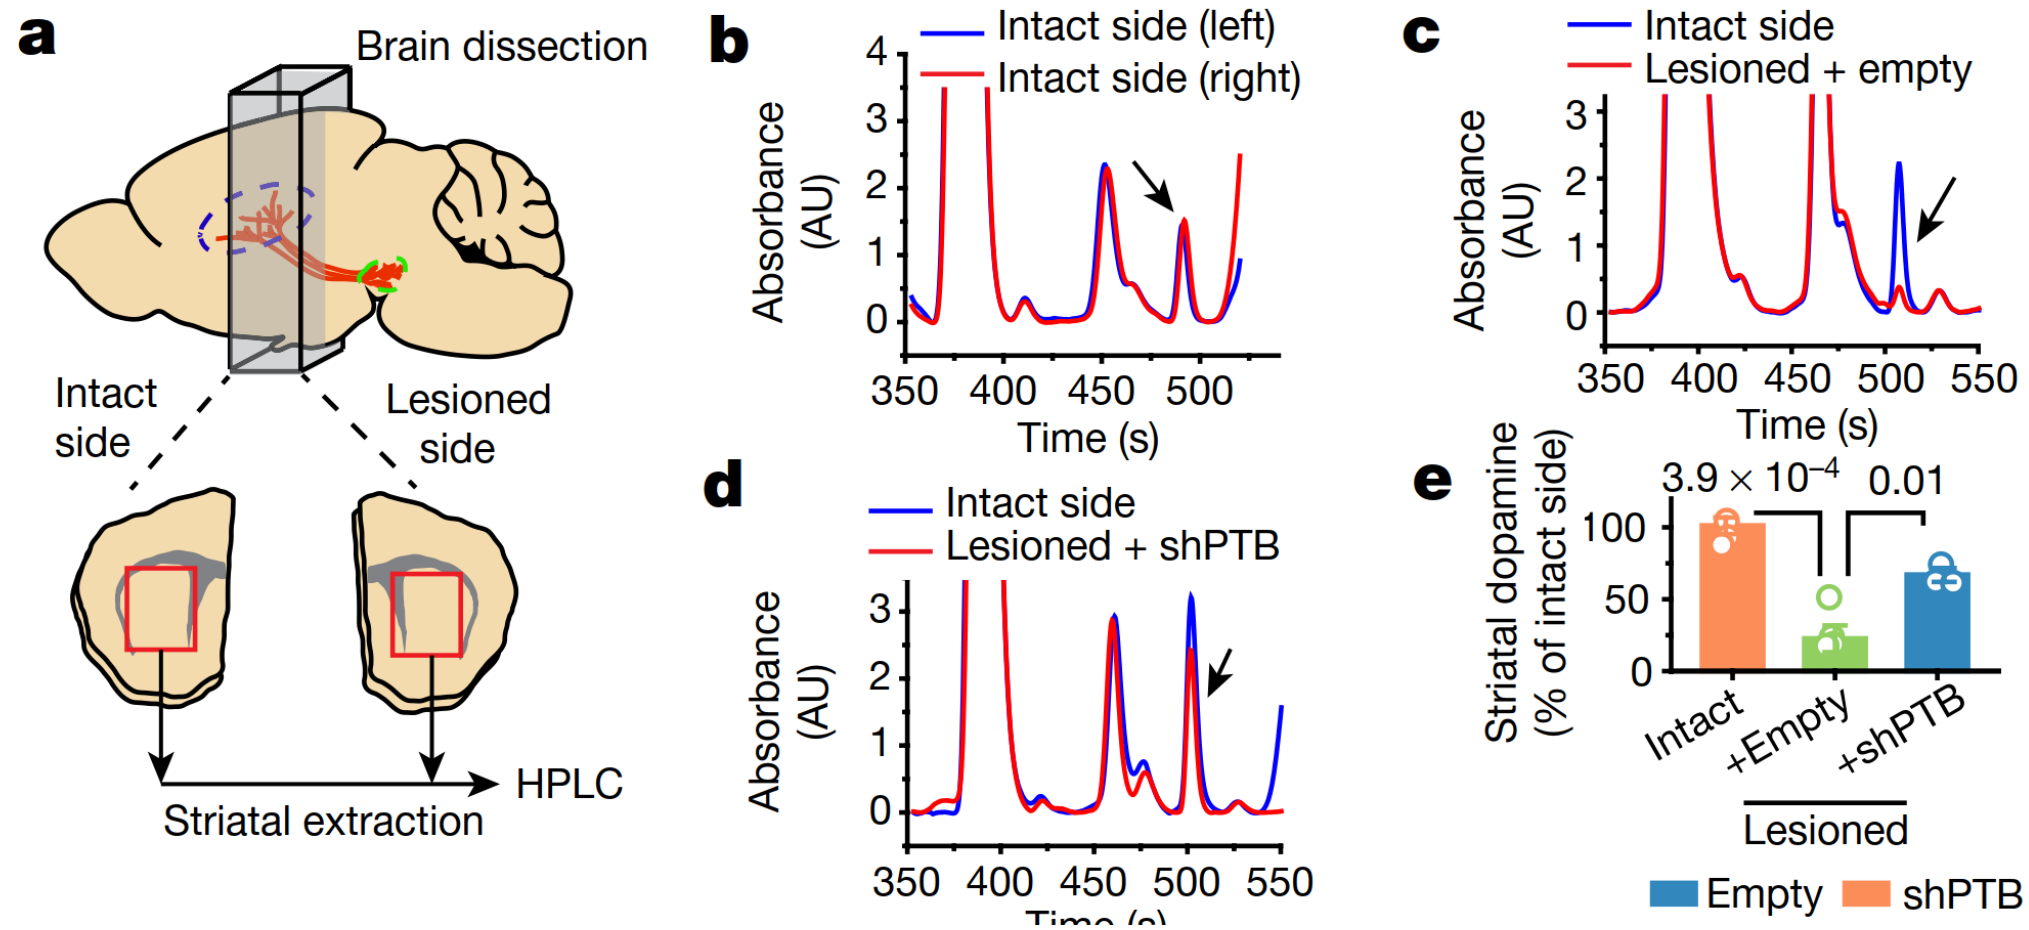 a
Brain dissection
Intact
side
Lesioned
side
HPLC
Striatal extraction
b
Intact side (left)
Intact side (right)
Absorbance
(AU)
4
3
2
1
0
350 400 450 500
Time (s)
c
Intact side
Lesioned + empty
Absorbance
(AU)
3
2
1
0
350 400 450 500 550
Time (s)
d
Intact side
Lesioned + shPTB
Absorbance
(AU)
3
2
1
0
350 400 450 500 550
Time (s)
e
Striatal dopamine
(% of intact side)
3.9 × 10⁻⁴ 0.01
100
50
0
Intact
+Empty
+shPTB
Lesioned
Empty shPTB